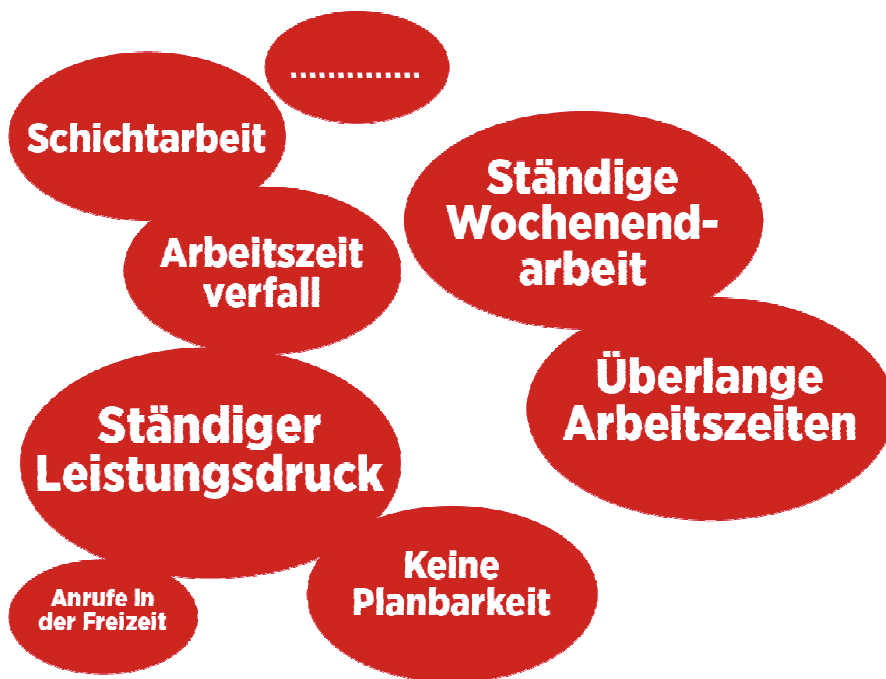 ..............
Schichtarbeit
Ständige
Wochenend-
arbeit
Arbeitszeit
verfall
Überlange
Arbeitszeiten
Ständiger
Leistungsdruck
Keine
Planbarkeit
Anrufe in
der Freizeit